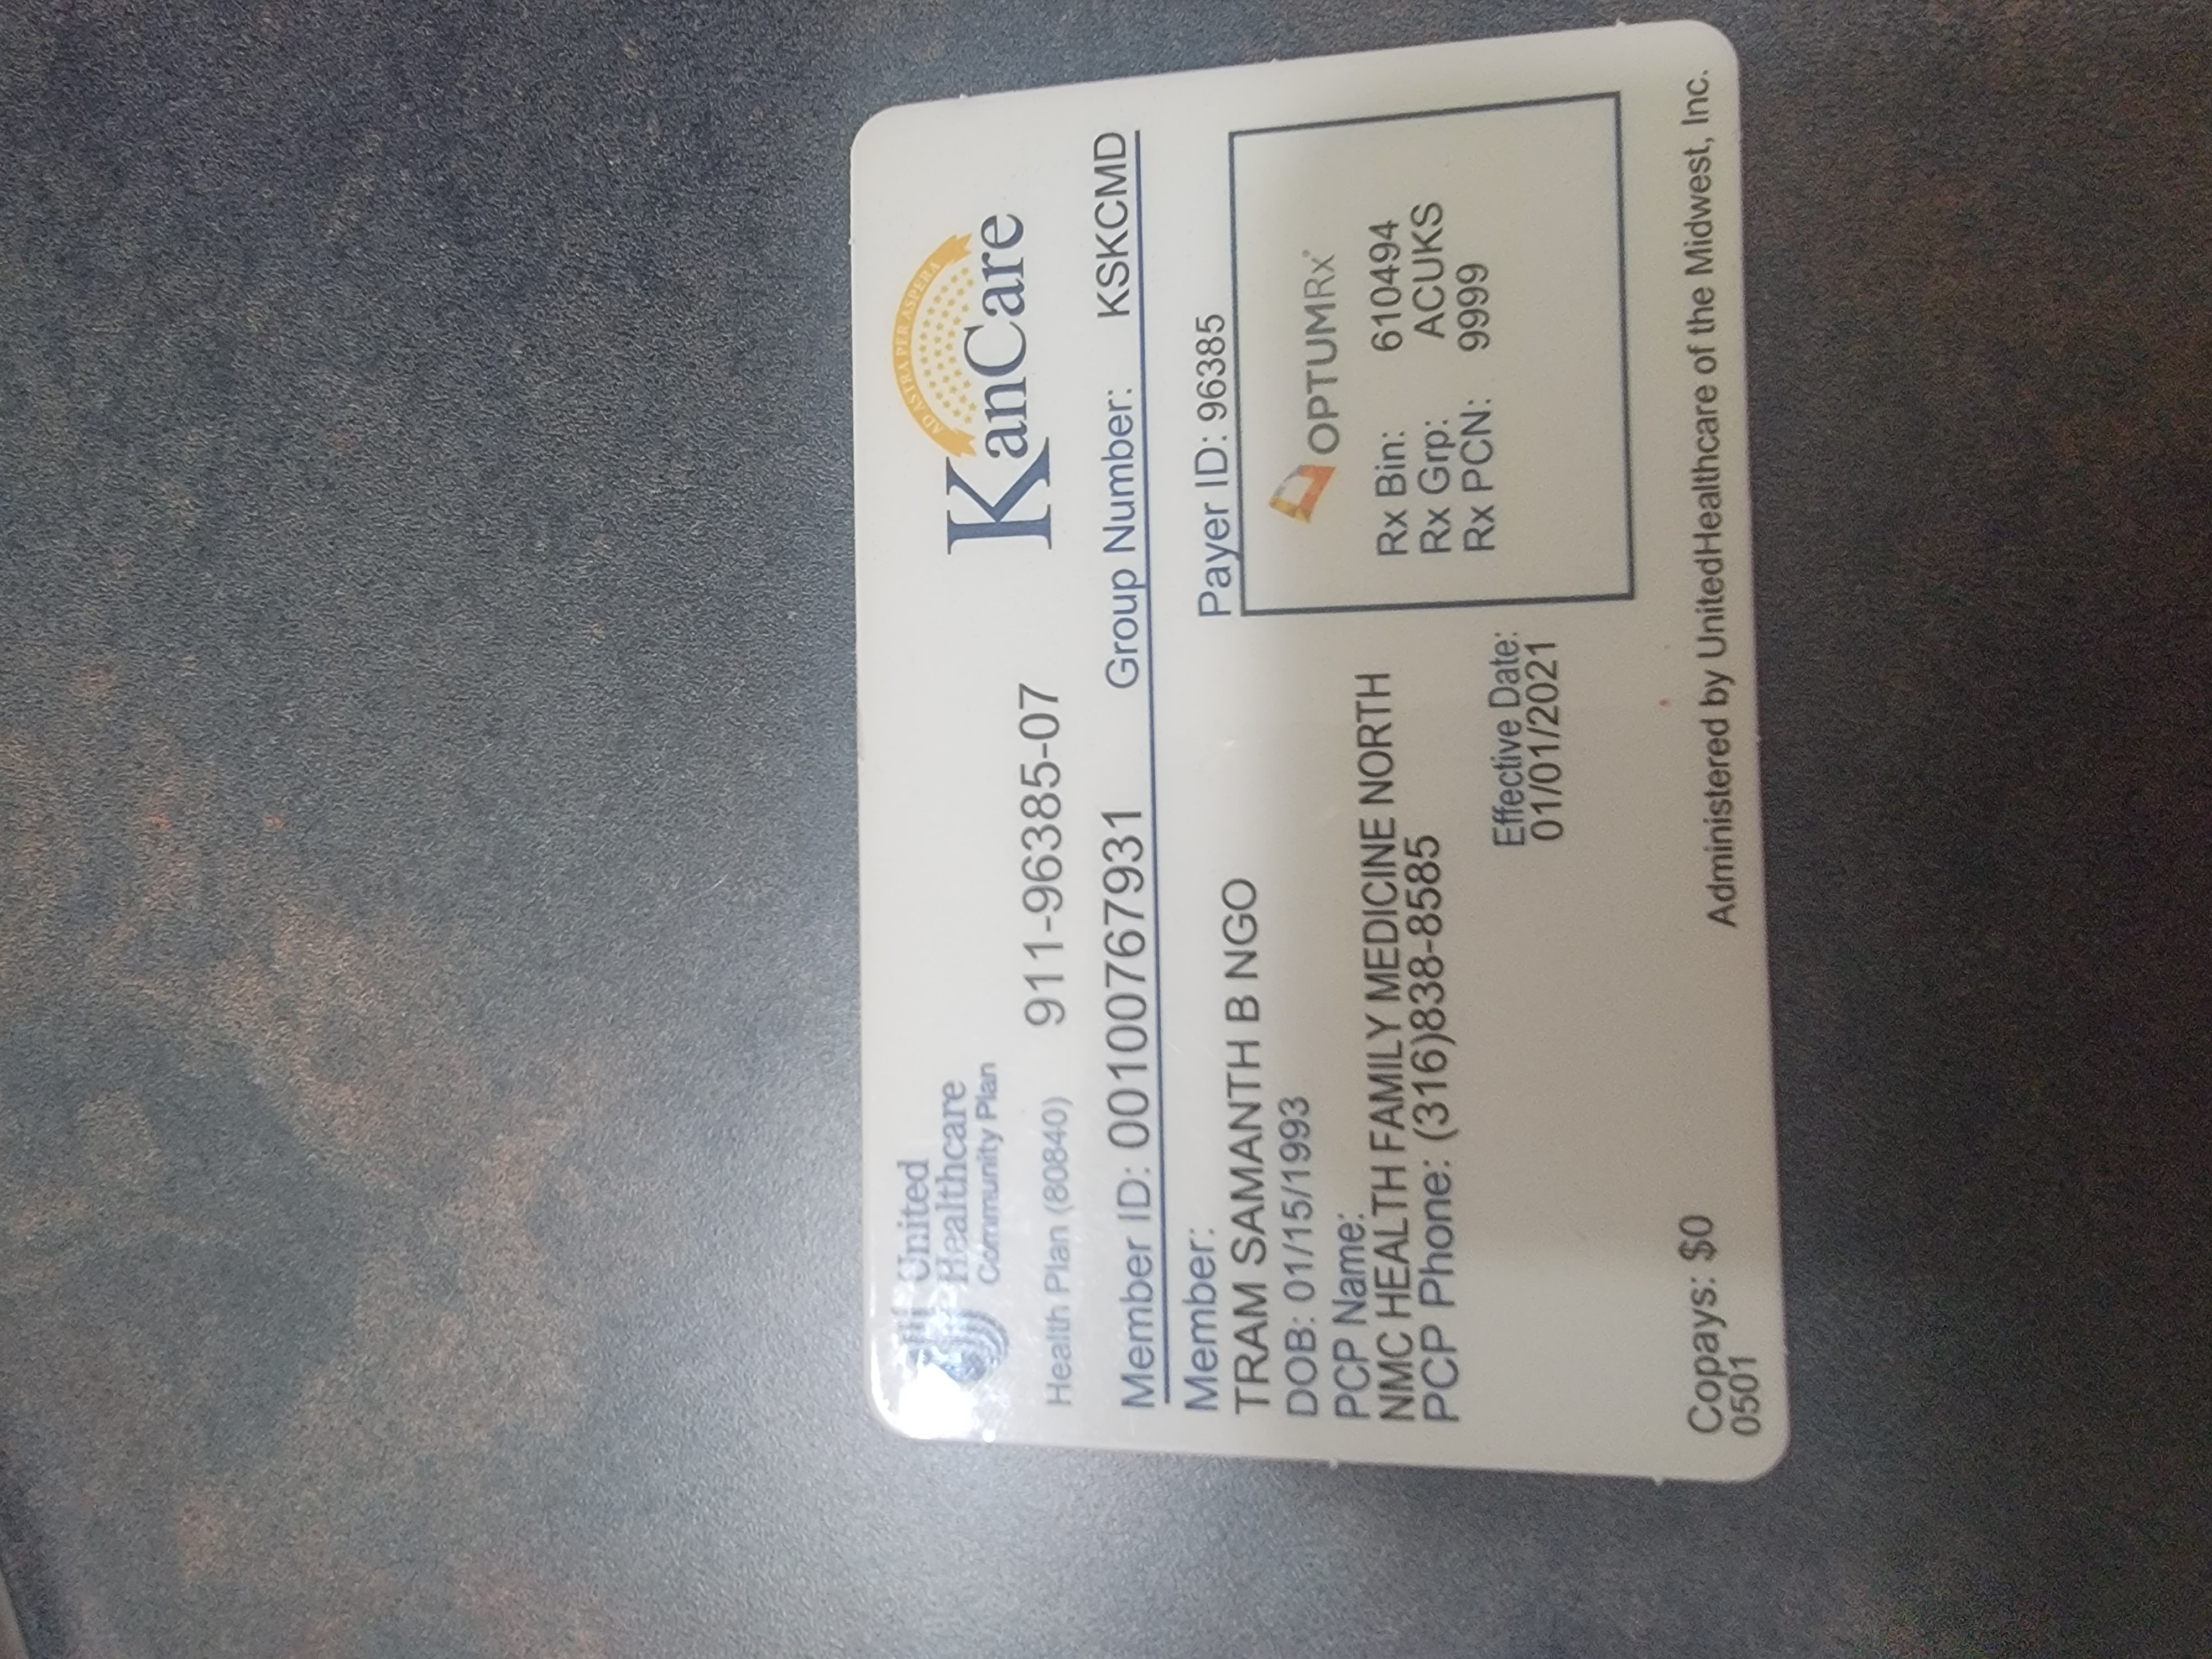 United
Healthcare
Community Plan
AD ASTRA PER ASPERA
KanCare
Health Plan (80840) 911-96385-07
Member ID: 00100767931 Group Number: KSKCMD
Member:
TRAM SAMANTH B NGO
DOB: 01/15/1993
PCP Name:
NMC HEALTH FAMILY MEDICINE NORTH
PCP Phone: (316)838-8585
Effective Date:
01/01/2021
Payer ID: 96385
OPTUMRx
Rx Bin: 610494
Rx Grp: ACUKS
Rx PCN: 9999
Copays: $0
0501
Administered by UnitedHealthcare of the Midwest, Inc.